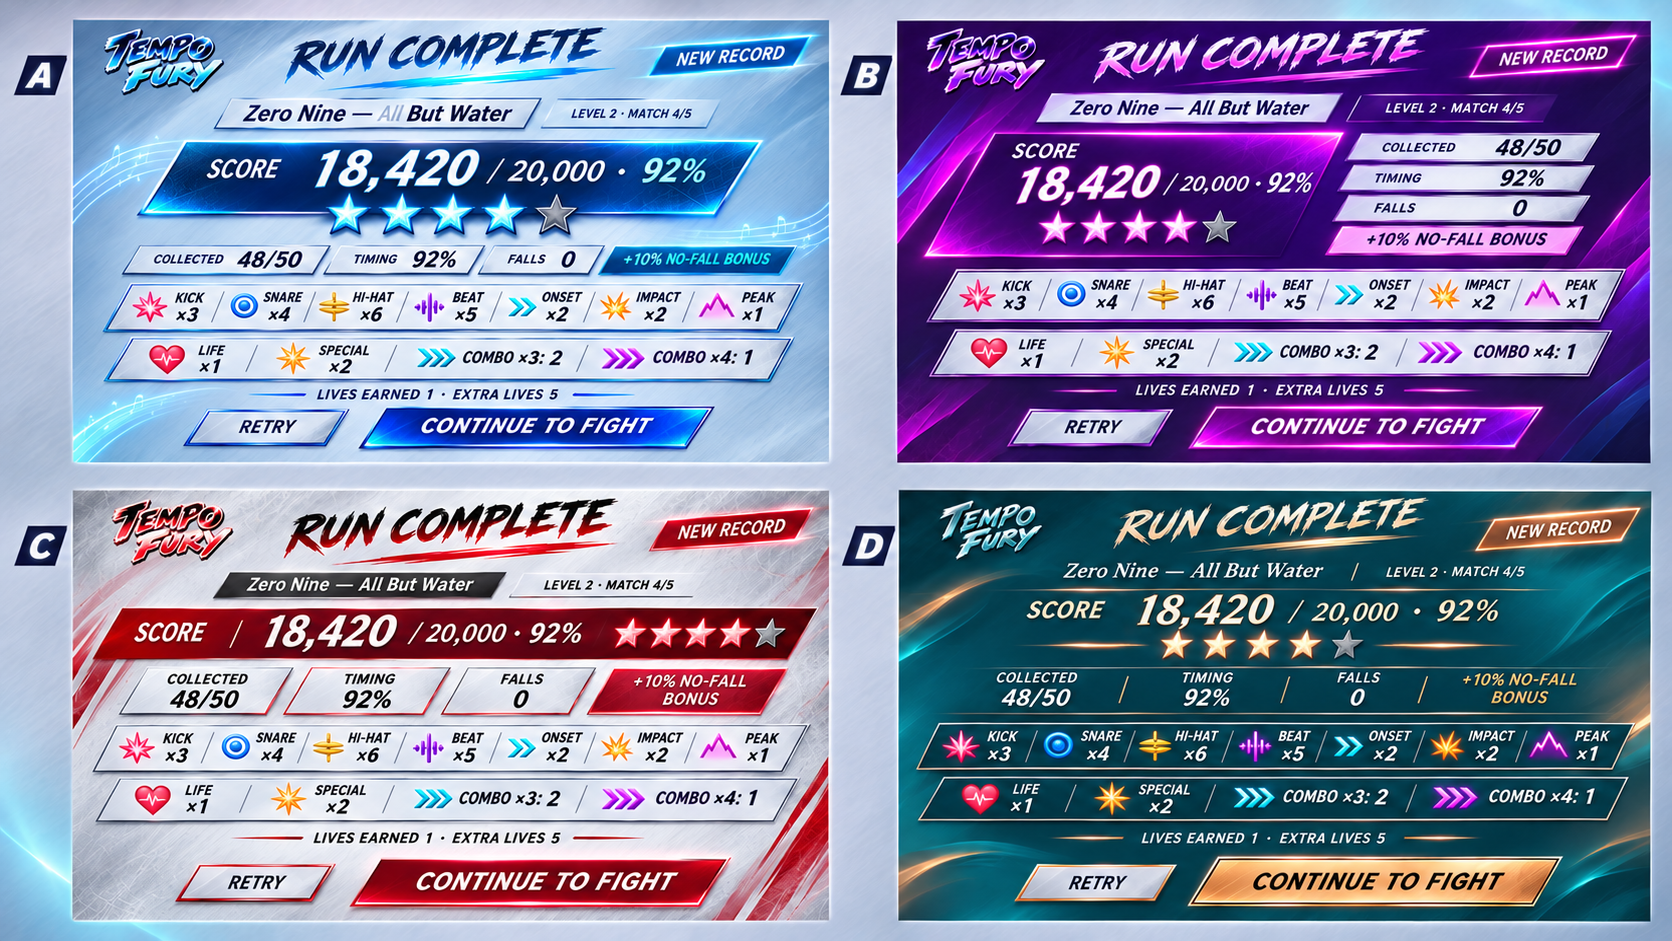 A
TEMPO
FURY
RUN COMPLETE
NEW RECORD
Zero Nine — All But Water
LEVEL 2 · MATCH 4/5
SCORE 18,420 / 20,000 · 92%
COLLECTED 48/50
TIMING 92%
FALLS 0
+10% NO-FALL BONUS
KICK ×3
SNARE ×4
HI-HAT ×6
BEAT ×5
ONSET ×2
IMPACT ×2
PEAK ×1
LIFE ×1
SPECIAL ×2
COMBO ×3: 2
COMBO ×4: 1
LIVES EARNED 1 · EXTRA LIVES 5
RETRY
CONTINUE TO FIGHT
B
TEMPO
FURY
RUN COMPLETE
NEW RECORD
Zero Nine — All But Water
LEVEL 2 · MATCH 4/5
SCORE
18,420 / 20,000 · 92%
COLLECTED 48/50
TIMING 92%
FALLS 0
+10% NO-FALL BONUS
KICK ×3
SNARE ×4
HI-HAT ×6
BEAT ×5
ONSET ×2
IMPACT ×2
PEAK ×1
LIFE ×1
SPECIAL ×2
COMBO ×3: 2
COMBO ×4: 1
LIVES EARNED 1 · EXTRA LIVES 5
RETRY
CONTINUE TO FIGHT
C
TEMPO
FURY
RUN COMPLETE
NEW RECORD
Zero Nine — All But Water
LEVEL 2 · MATCH 4/5
SCORE 18,420 / 20,000 · 92%
COLLECTED
48/50
TIMING
92%
FALLS
0
+10% NO-FALL
BONUS
KICK ×3
SNARE ×4
HI-HAT ×6
BEAT ×5
ONSET ×2
IMPACT ×2
PEAK ×1
LIFE ×1
SPECIAL ×2
COMBO ×3: 2
COMBO ×4: 1
LIVES EARNED 1 · EXTRA LIVES 5
RETRY
CONTINUE TO FIGHT
D
TEMPO
FURY
RUN COMPLETE
NEW RECORD
Zero Nine — All But Water
LEVEL 2 · MATCH 4/5
SCORE 18,420 / 20,000 · 92%
COLLECTED
48/50
TIMING
92%
FALLS
0
+10% NO-FALL
BONUS
KICK ×3
SNARE ×4
HI-HAT ×6
BEAT ×5
ONSET ×2
IMPACT ×2
PEAK ×1
LIFE ×1
SPECIAL ×2
COMBO ×3: 2
COMBO ×4: 1
LIVES EARNED 1 · EXTRA LIVES 5
RETRY
CONTINUE TO FIGHT